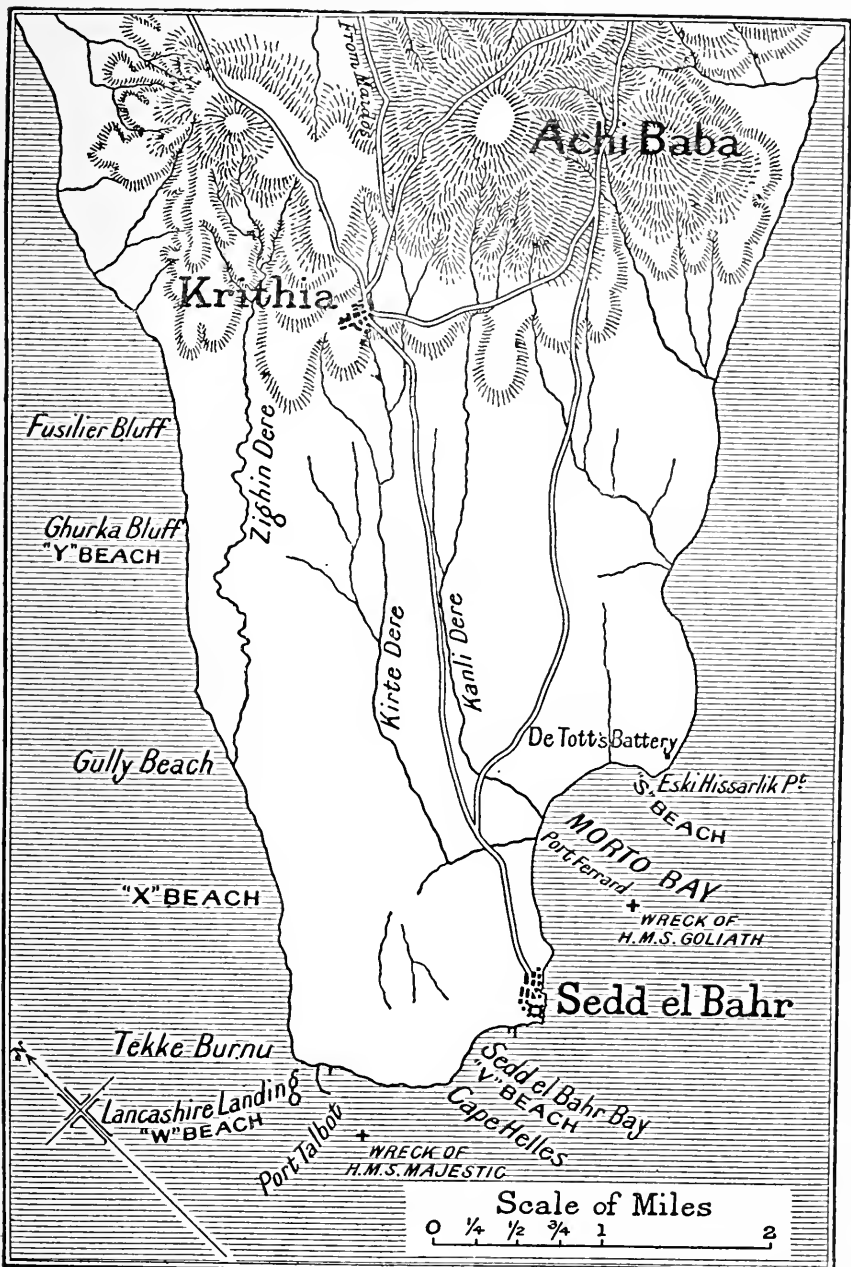 From Maidos
Achi Baba
Krithia
Fusilier Bluff
Zighin Dere
Ghurka Bluff
"Y" BEACH
Kirte Dere
Kanli Dere
De Tott's Battery
Gully Beach
Eski Hissarlik Pt.
"S" BEACH
MORTO BAY
Port Ferrard
"X" BEACH
WRECK OF
H.M.S. GOLIATH
Sedd el Bahr
Tekke Burnu
Sedd el Bahr Bay
"V" BEACH
Lancashire Landing
"W" BEACH
Cape Helles
Port Talbot
WRECK OF
H.M.S. MAJESTIC
N
Scale of Miles
0 1/4 1/2 3/4 1 2